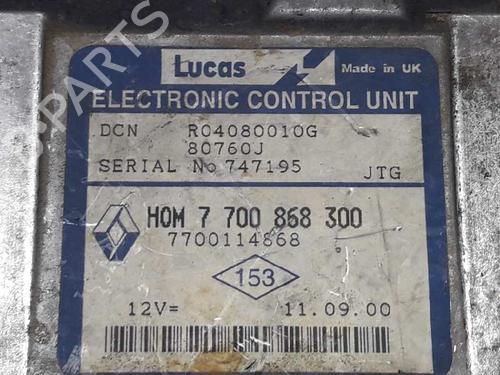 Lucas Made in UK
ELECTRONIC CONTROL UNIT
DCN R04080010G
80760J
SERIAL No 747195 JTG
HOM 7 700 868 300
7700114868
153
12V= 11.09.00